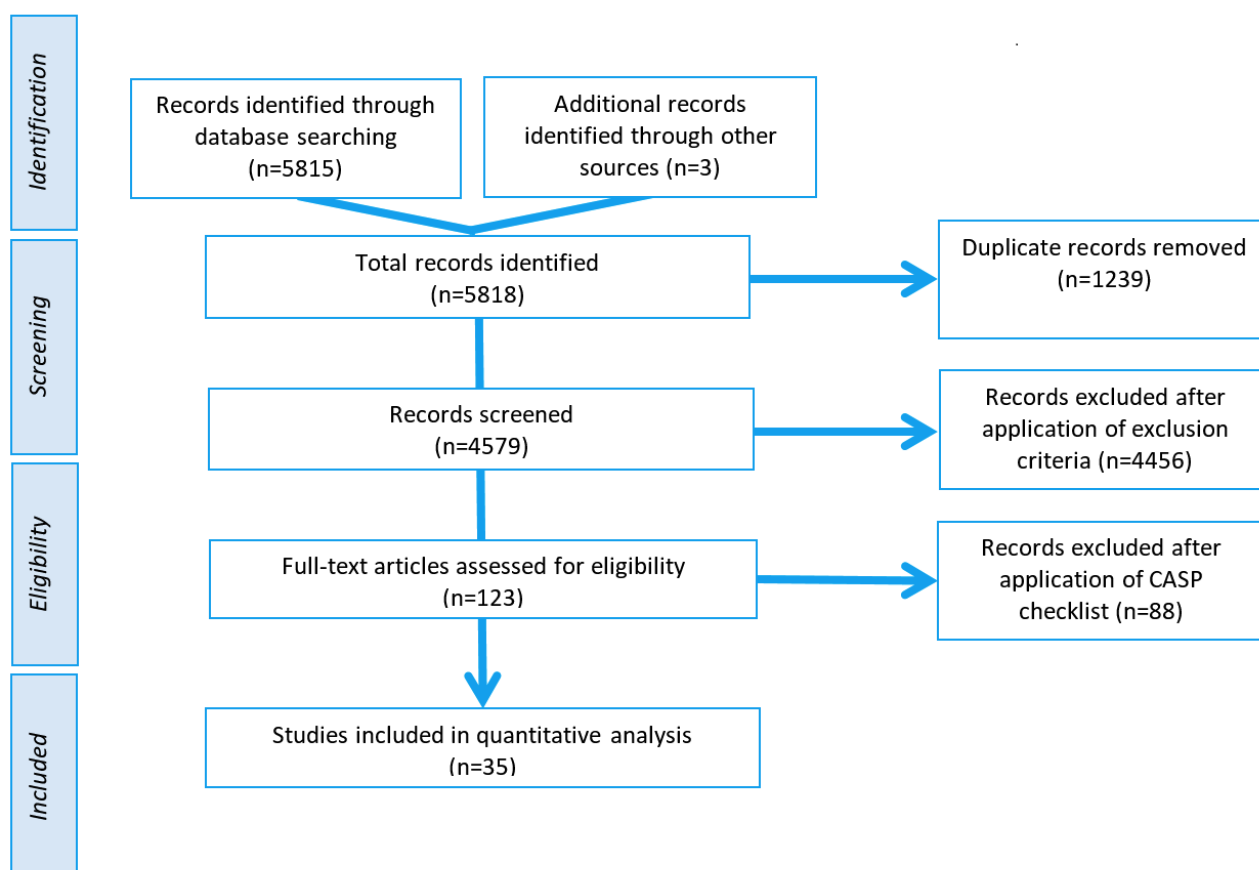 Identification
Records identified through
database searching
(n=5815)
Additional records
identified through other
sources (n=3)
Screening
Total records identified
(n=5818)
Duplicate records removed
(n=1239)
Records screened
(n=4579)
Records excluded after
application of exclusion
criteria (n=4456)
Eligibility
Full-text articles assessed for eligibility
(n=123)
Records excluded after
application of CASP
checklist (n=88)
Included
Studies included in quantitative analysis
(n=35)